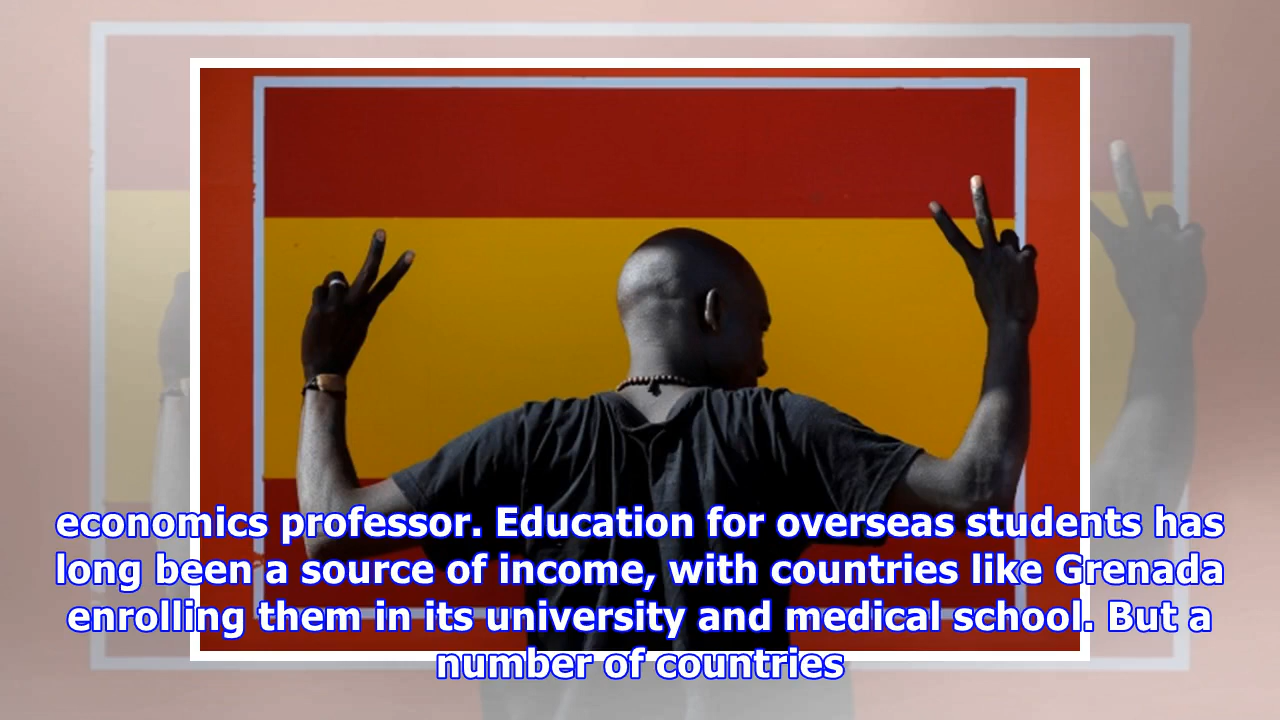 economics professor. Education for overseas students has
long been a source of income, with countries like Grenada
enrolling them in its university and medical school. But a
number of countries